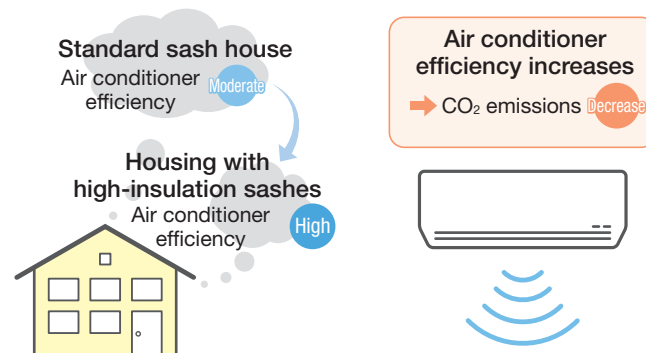 Standard sash house
Air conditioner
efficiency
Moderate
Housing with
high-insulation sashes
Air conditioner
efficiency
High
Air conditioner
efficiency increases
CO₂ emissions Decrease